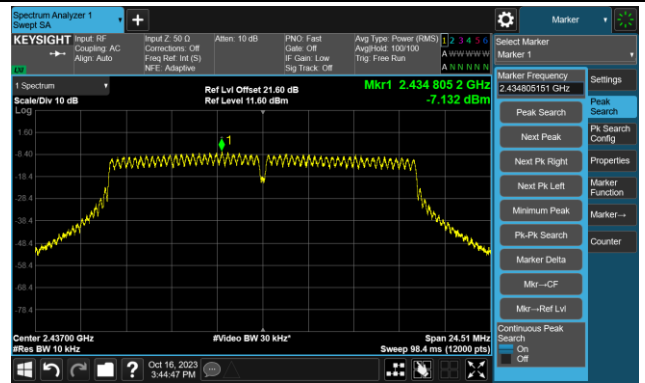 Spectrum Analyzer 1
Swept SA
+
Marker
KEYSIGHT
Input: RF
Coupling: AC
Align: Auto
Input Z: 50 Ω
Corrections: Off
Freq Ref: Int (S)
NFE: Adaptive
Atten: 10 dB
PNO: Fast
Gate: Off
IF Gain: Low
Sig Track: Off
Avg Type: Power (RMS)
Avg|Hold: 100/100
Trig: Free Run
1 2 3 4 5 6
A W W W W W
A N N N N N
Select Marker
Marker 1
1 Spectrum
Scale/Div 10 dB
Log
Ref Lvl Offset 21.60 dB
Ref Level 11.60 dBm
Mkr1 2.434 805 2 GHz
-7.132 dBm
1
1.60
-8.40
-18.4
-28.4
-38.4
-48.4
-58.4
-68.4
-78.4
Center 2.43700 GHz
#Res BW 10 kHz
#Video BW 30 kHz*
Span 24.51 MHz
Sweep 98.4 ms (12000 pts)
Marker Frequency
2.434805151 GHz
Peak Search
Next Peak
Next Pk Right
Next Pk Left
Minimum Peak
Pk-Pk Search
Marker Delta
Mkr→CF
Mkr→Ref Lvl
Continuous Peak
Search
On
Off
Settings
Peak
Search
Pk Search
Config
Properties
Marker
Function
Marker→
Counter
?
Oct 16, 2023
3:44:47 PM